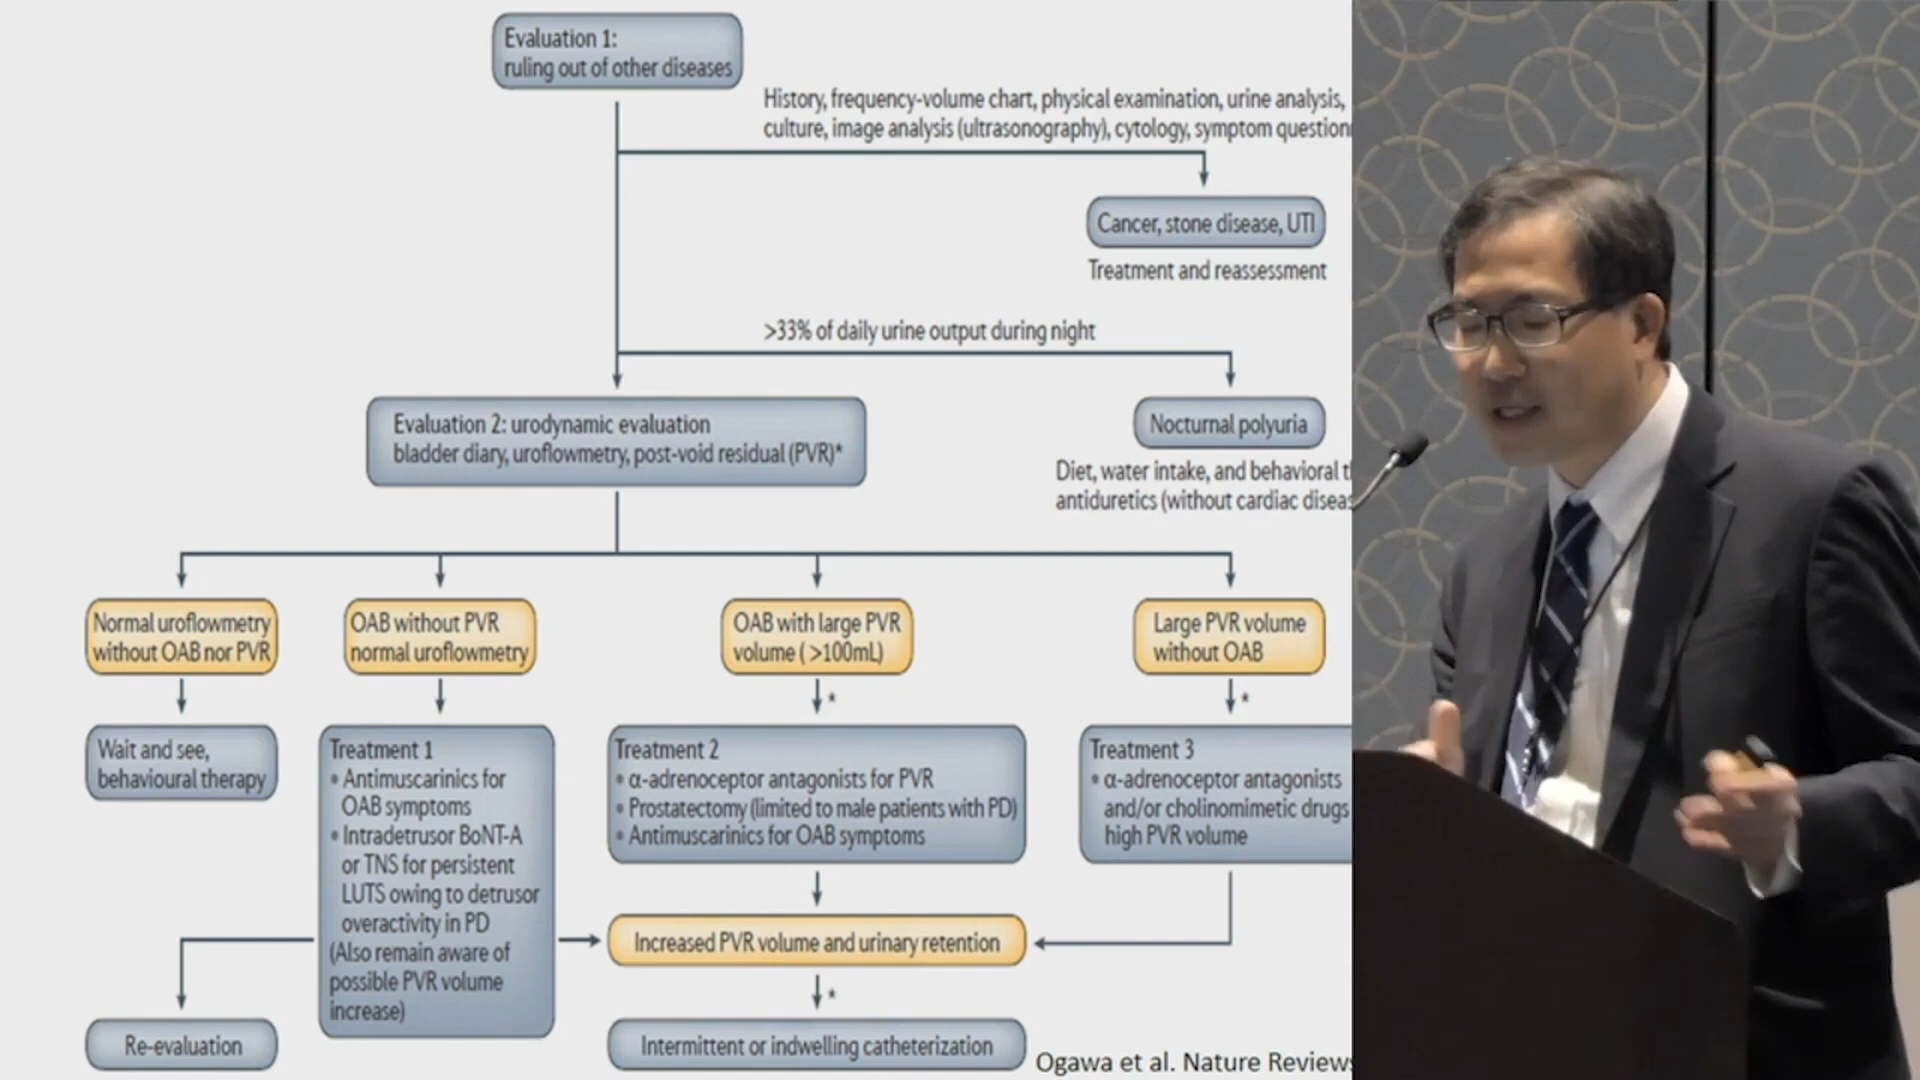 Evaluation 1:
ruling out of other diseases
History, frequency-volume chart, physical examination, urine analysis,
culture, image analysis (ultrasonography), cytology, symptom question
Cancer, stone disease, UTI
Treatment and reassessment
>33% of daily urine output during night
Evaluation 2: urodynamic evaluation
bladder diary, uroflowmetry, post-void residual (PVR)*
Nocturnal polyuria
Diet, water intake, and behavioral
antiduretics (without cardiac diseas
Normal uroflowmetry
without OAB nor PVR
OAB without PVR
normal uroflowmetry
OAB with large PVR
volume ( >100mL)
Large PVR volume
without OAB
*
*
Wait and see,
behavioural therapy
Treatment 1
• Antimuscarinics for
OAB symptoms
• Intradetrusor BoNT-A
or TNS for persistent
LUTS owing to detrusor
overactivity in PD
(Also remain aware of
possible PVR volume
increase)
Treatment 2
• α-adrenoceptor antagonists for PVR
• Prostatectomy (limited to male patients with PD)
• Antimuscarinics for OAB symptoms
Treatment 3
• α-adrenoceptor antagonists
and/or cholinomimetic drugs
high PVR volume
Increased PVR volume and urinary retention
*
Re-evaluation
Intermittent or indwelling catheterization
Ogawa et al. Nature Reviews